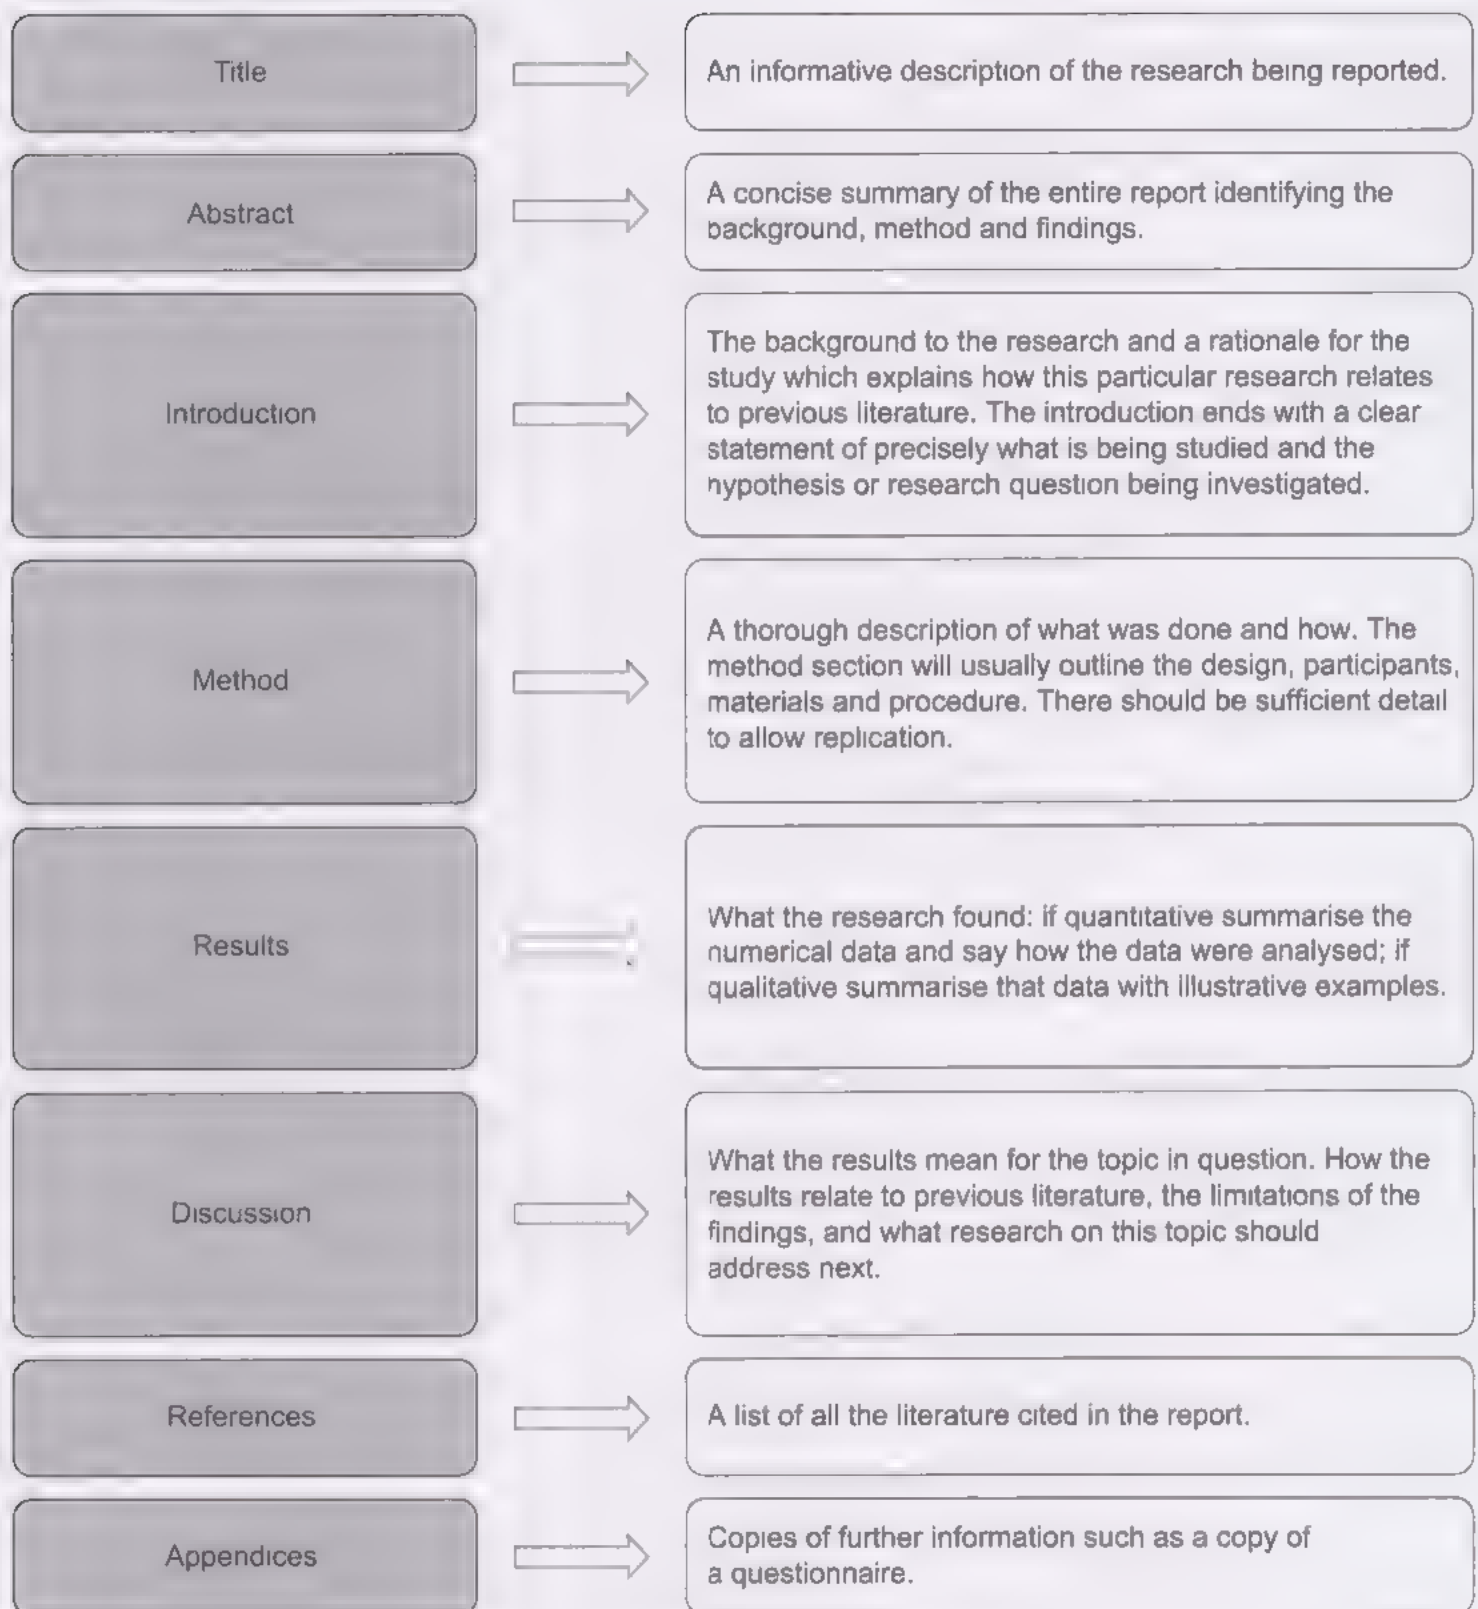 Title
An informative description of the research being reported.
Abstract
A concise summary of the entire report identifying the
background, method and findings.
Introduction
The background to the research and a rationale for the
study which explains how this particular research relates
to previous literature. The introduction ends with a clear
statement of precisely what is being studied and the
hypothesis or research question being investigated.
Method
A thorough description of what was done and how. The
method section will usually outline the design, participants,
materials and procedure. There should be sufficient detail
to allow replication.
Results
What the research found: if quantitative summarise the
numerical data and say how the data were analysed; if
qualitative summarise that data with illustrative examples.
Discussion
What the results mean for the topic in question. How the
results relate to previous literature, the limitations of the
findings, and what research on this topic should
address next.
References
A list of all the literature cited in the report.
Appendices
Copies of further information such as a copy of
a questionnaire.